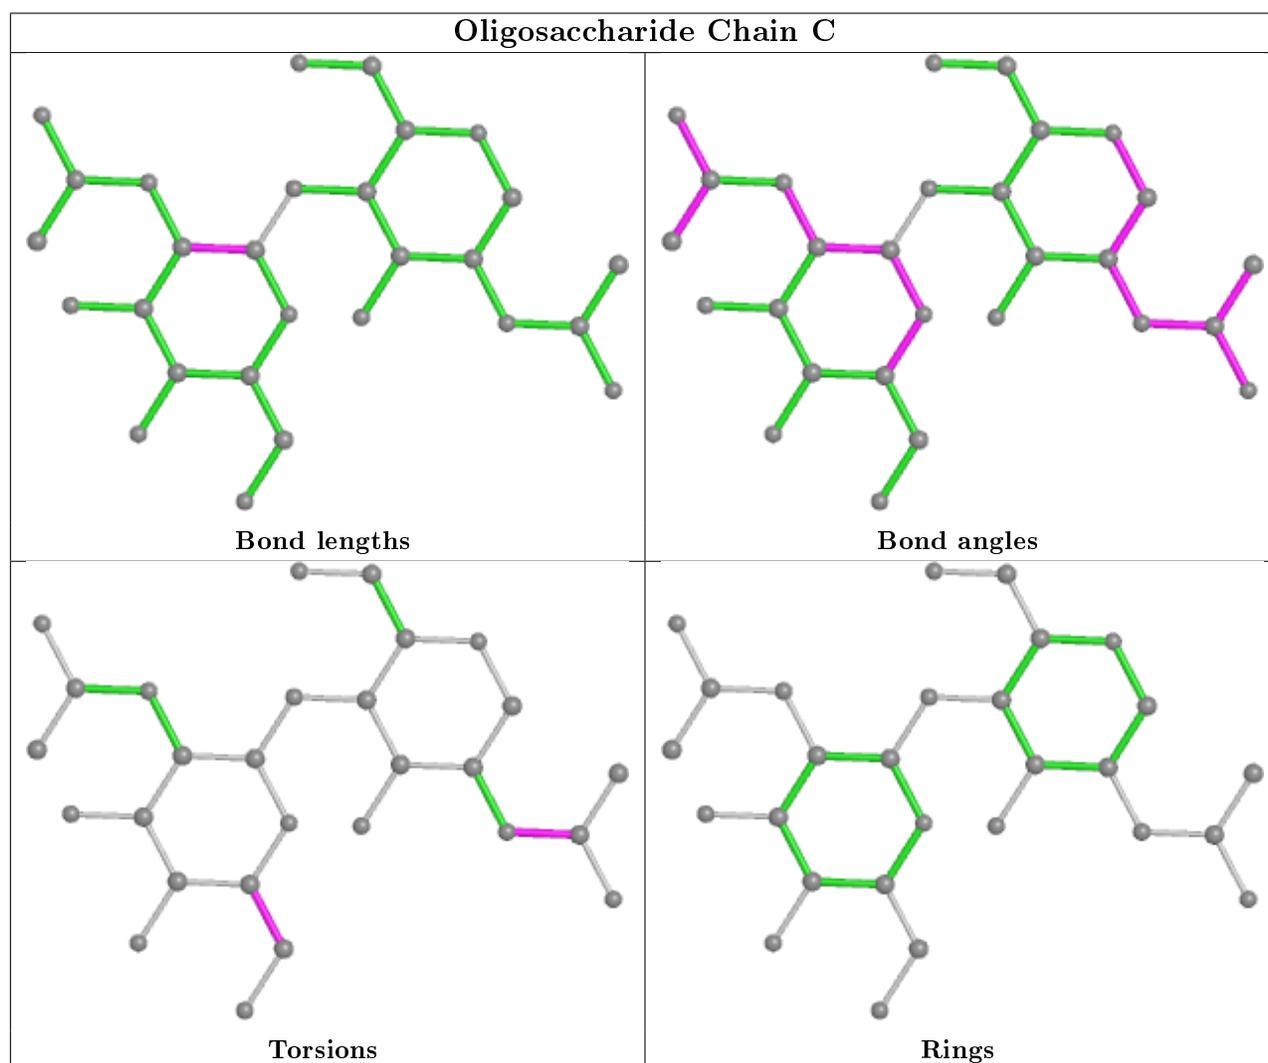 Oligosaccharide Chain C
Bond lengths
Bond angles
Torsions
Rings